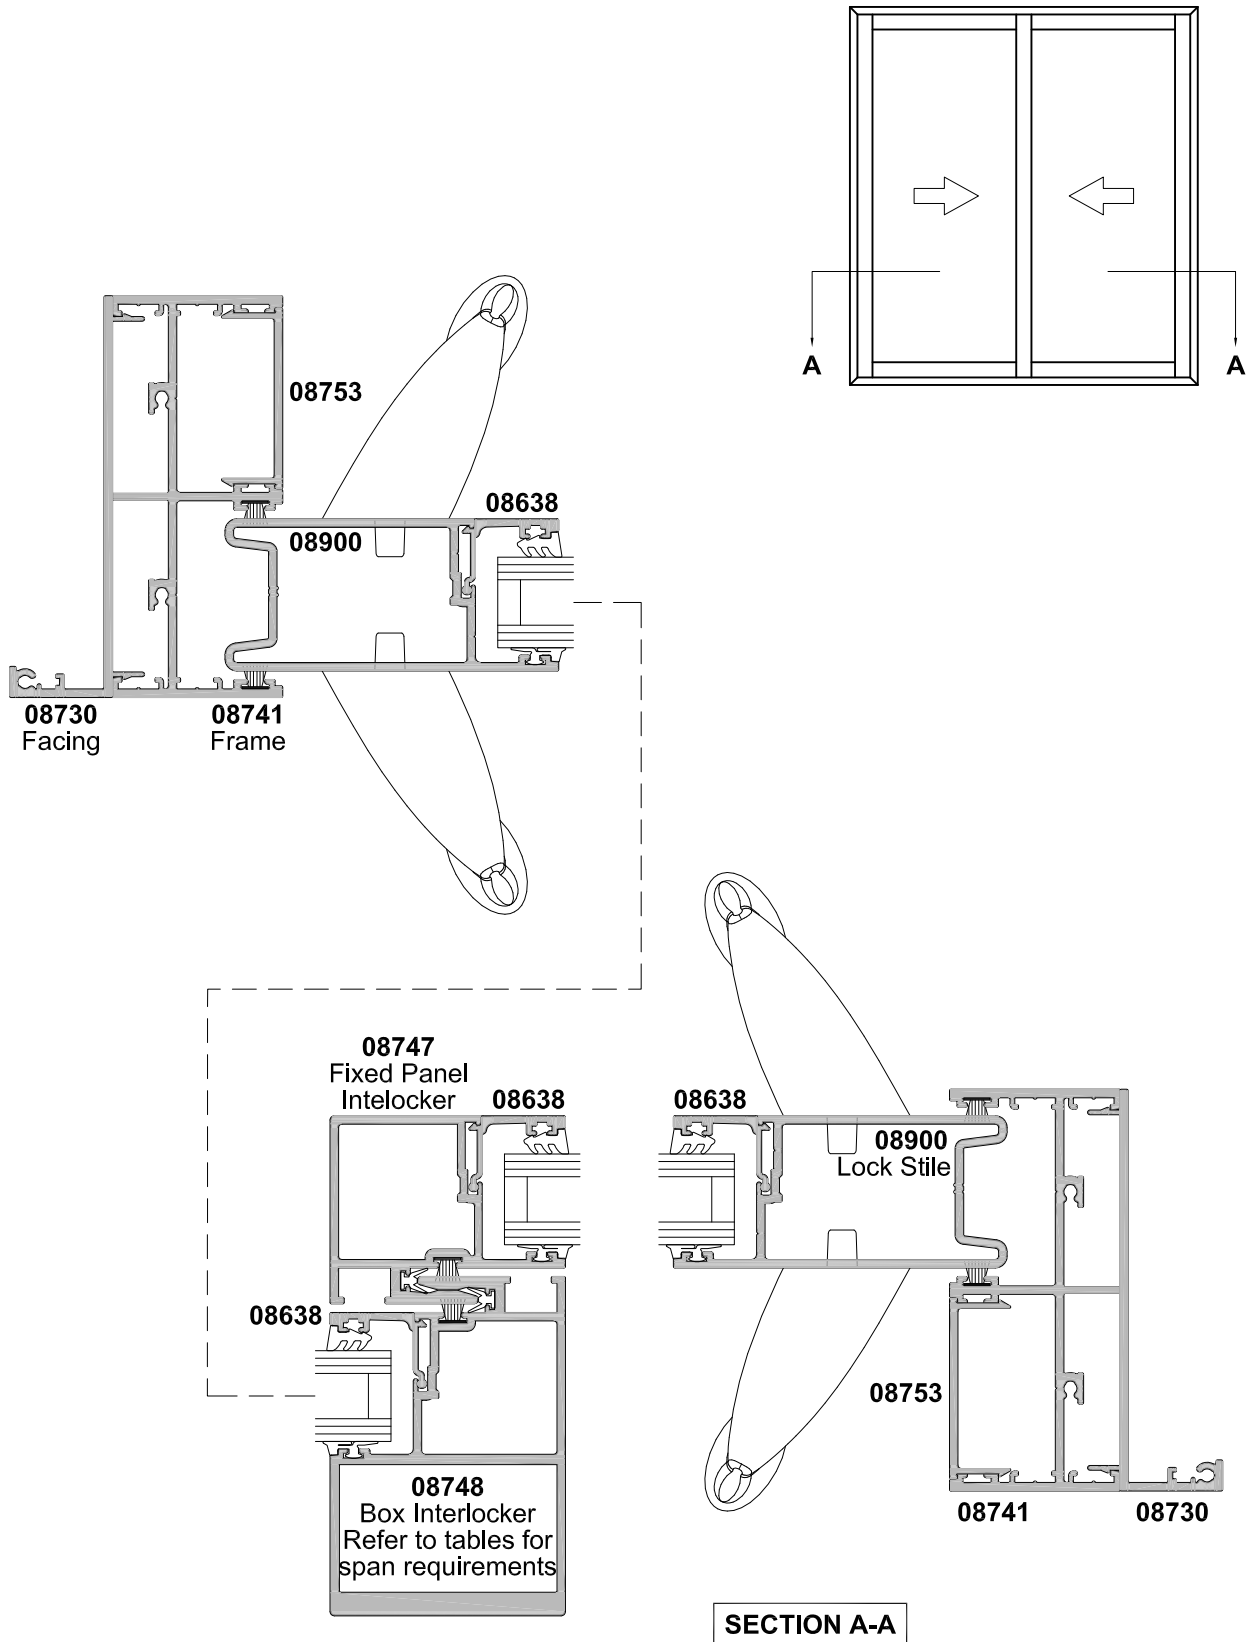 A
A
08753
08638
08900
08730
Facing
08741
Frame
08747
Fixed Panel
Intelocker
08638
08638
08900
Lock Stile
08638
08753
08748
Box Interlocker
Refer to tables for
span requirements
08741
08730
SECTION A-A